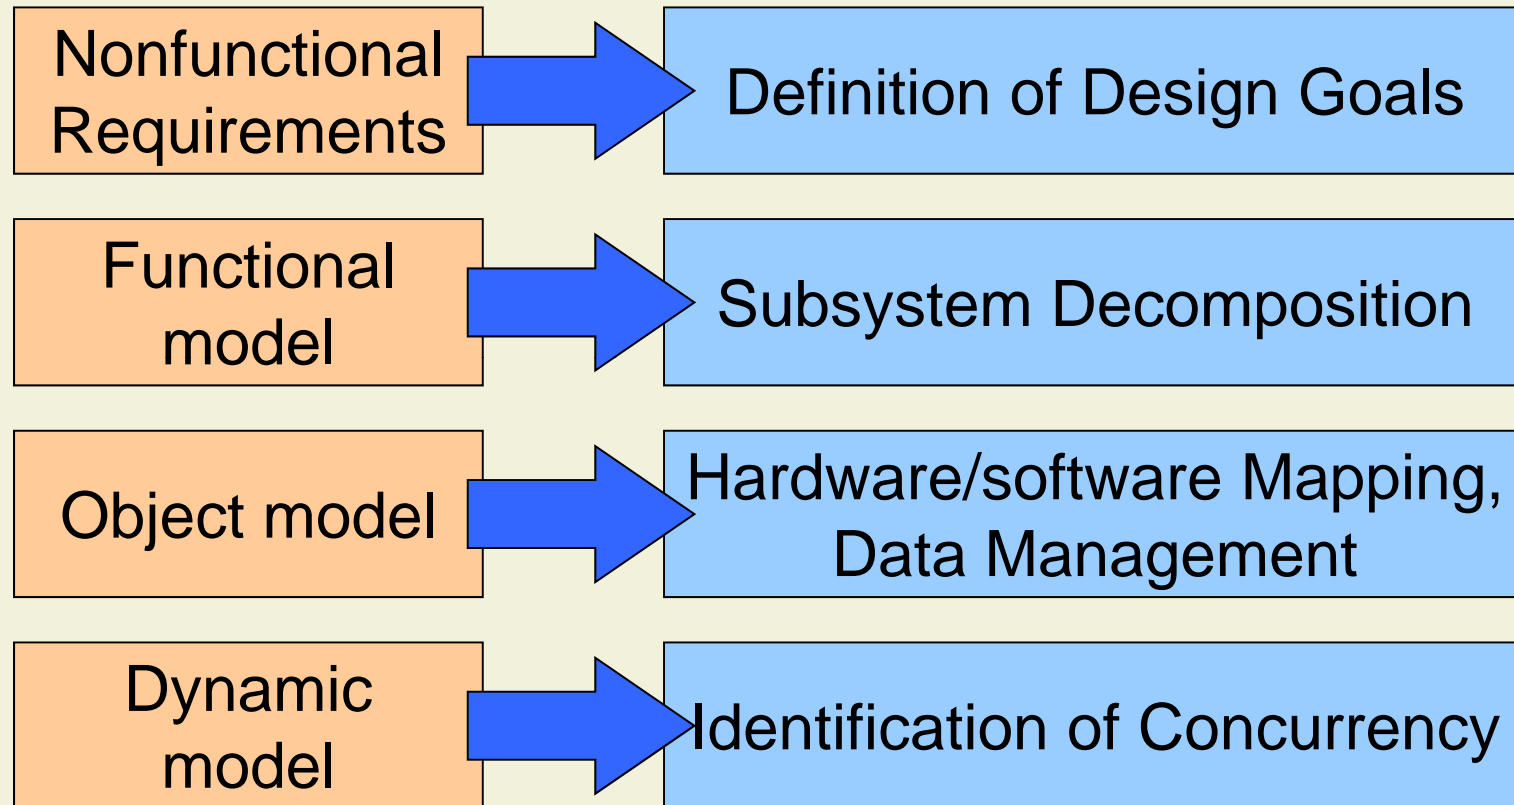 Nonfunctional
Requirements
Definition of Design Goals
Functional
model
Subsystem Decomposition
Object model
Hardware/software Mapping,
Data Management
Dynamic
model
Identification of Concurrency